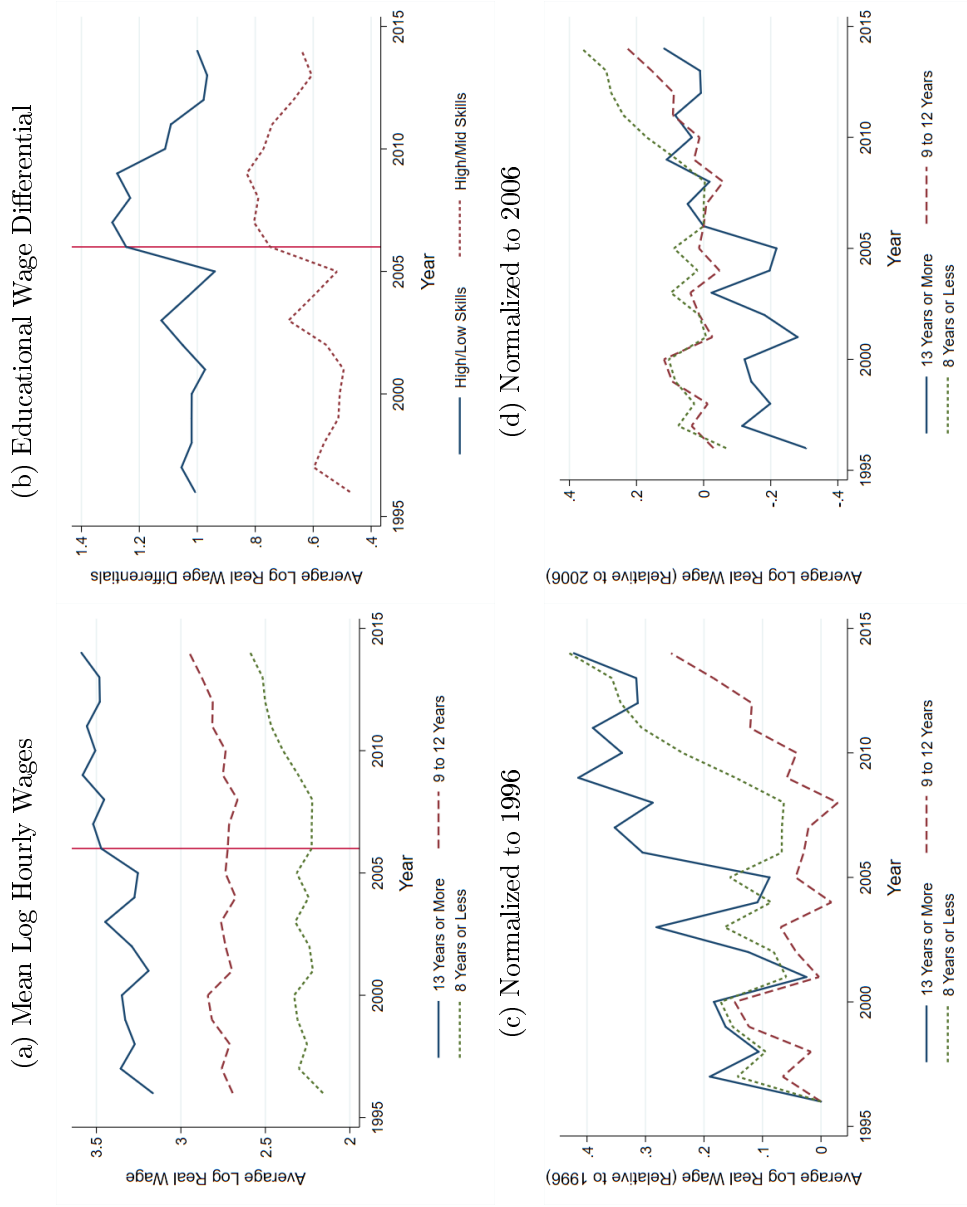 (a) Mean Log Hourly Wages
Average Log Real Wage
3.5
3
2.5
2
1995
2000
2005
2010
2015
Year
13 Years or More
9 to 12 Years
8 Years or Less
(b) Educational Wage Differential
Average Log Real Wage Differentials
1.4
1.2
1
.8
.6
.4
1995
2000
2005
2010
2015
Year
High/Low Skills
High/Mid Skills
(c) Normalized to 1996
Average Log Real Wage (Relative to 1996)
.4
.3
.2
.1
0
1995
2000
2005
2010
2015
Year
13 Years or More
9 to 12 Years
8 Years or Less
(d) Normalized to 2006
Average Log Real Wage (Relative to 2006)
.4
.2
0
-.2
-.4
1995
2000
2005
2010
2015
Year
13 Years or More
9 to 12 Years
8 Years or Less